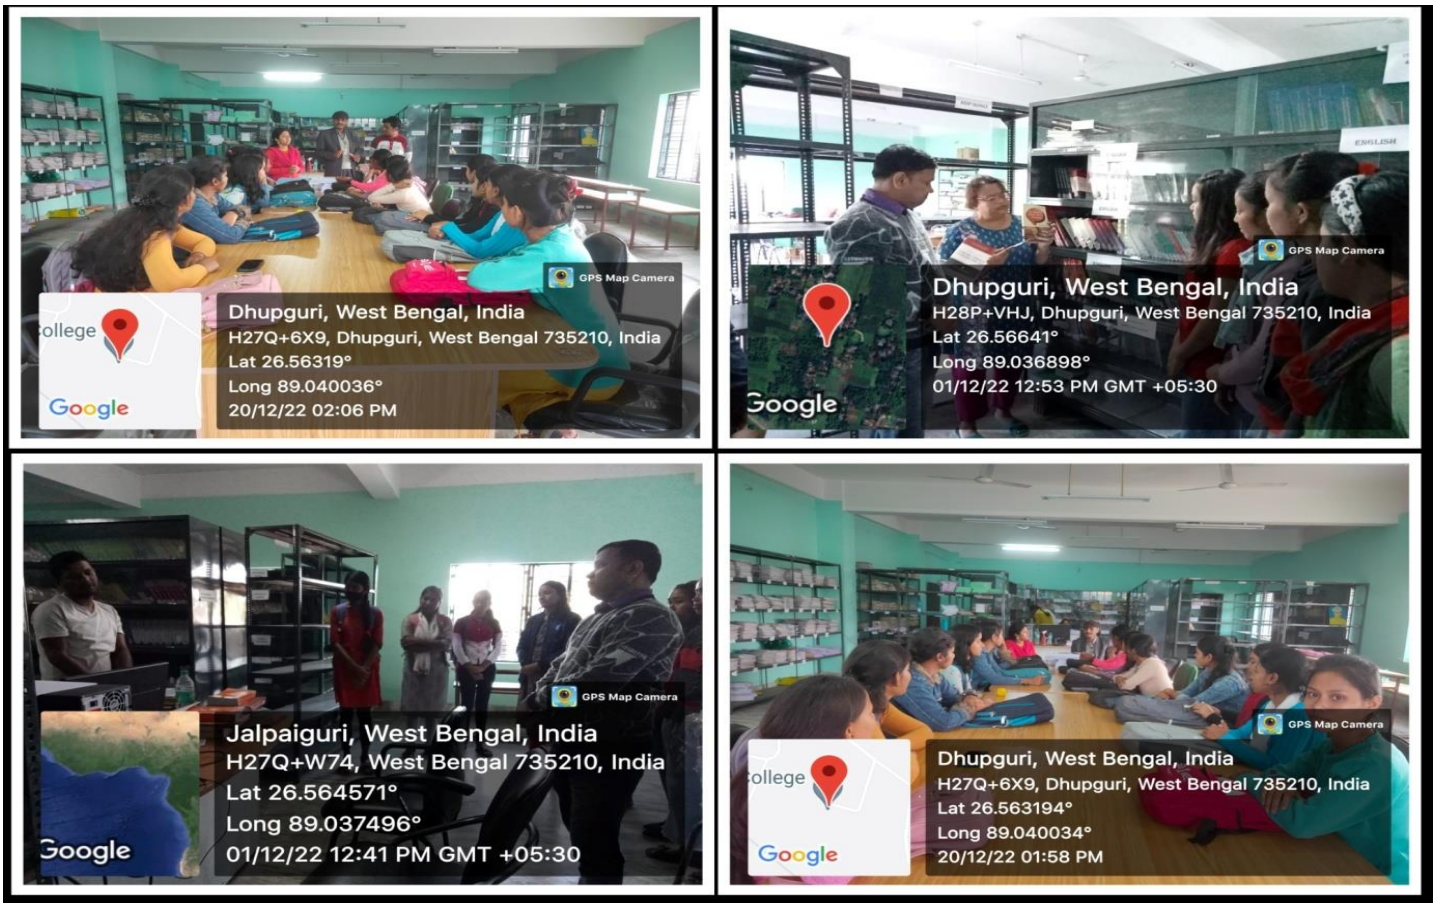 GPS Map Camera
ollege
Google
Dhupguri, West Bengal, India
H27Q+6X9, Dhupguri, West Bengal 735210, India
Lat 26.56319°
Long 89.040036°
20/12/22 02:06 PM
ENGLISH
GPS Map Camera
Google
Dhupguri, West Bengal, India
H28P+VHJ, Dhupguri, West Bengal 735210, India
Lat 26.56641°
Long 89.036898°
01/12/22 12:53 PM GMT +05:30
GPS Map Camera
Google
Jalpaiguri, West Bengal, India
H27Q+W74, West Bengal 735210, India
Lat 26.564571°
Long 89.037496°
01/12/22 12:41 PM GMT +05:30
GPS Map Camera
ollege
Google
Dhupguri, West Bengal, India
H27Q+6X9, Dhupguri, West Bengal 735210, India
Lat 26.563194°
Long 89.040034°
20/12/22 01:58 PM